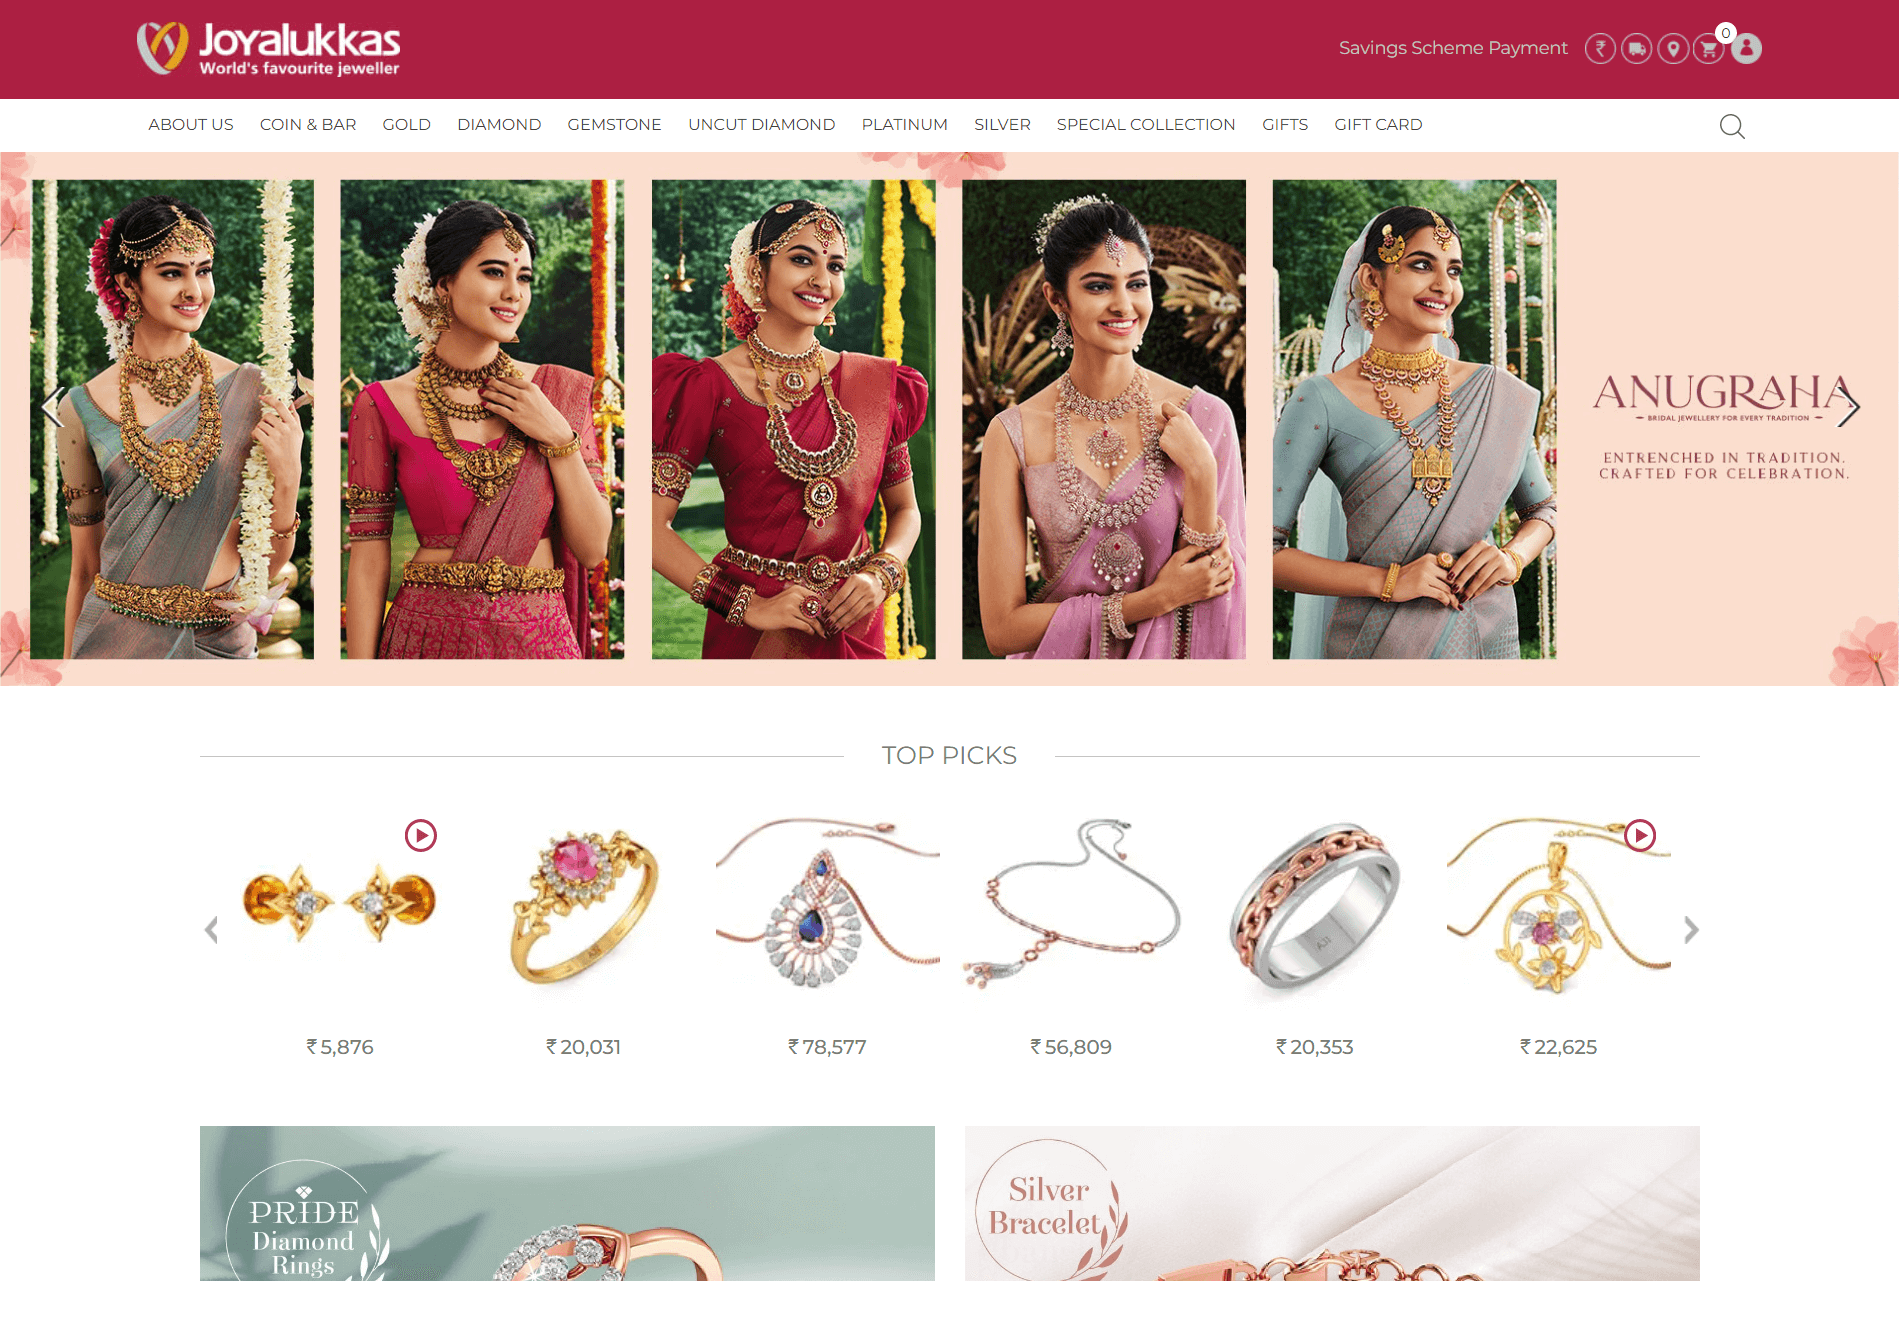 Joyalukkas
World's favourite jeweller
Savings Scheme Payment
0
ABOUT US COIN & BAR GOLD DIAMOND GEMSTONE UNCUT DIAMOND PLATINUM SILVER SPECIAL COLLECTION GIFTS GIFT CARD
ANUGRAHA
BRIDAL JEWELLERY FOR EVERY TRADITION
ENTRENCHED IN TRADITION.
CRAFTED FOR CELEBRATION.
TOP PICKS
₹ 5,876
₹ 20,031
₹ 78,577
₹ 56,809
₹ 20,353
₹ 22,625
PRIDE
Diamond
Rings
Silver
Bracelet